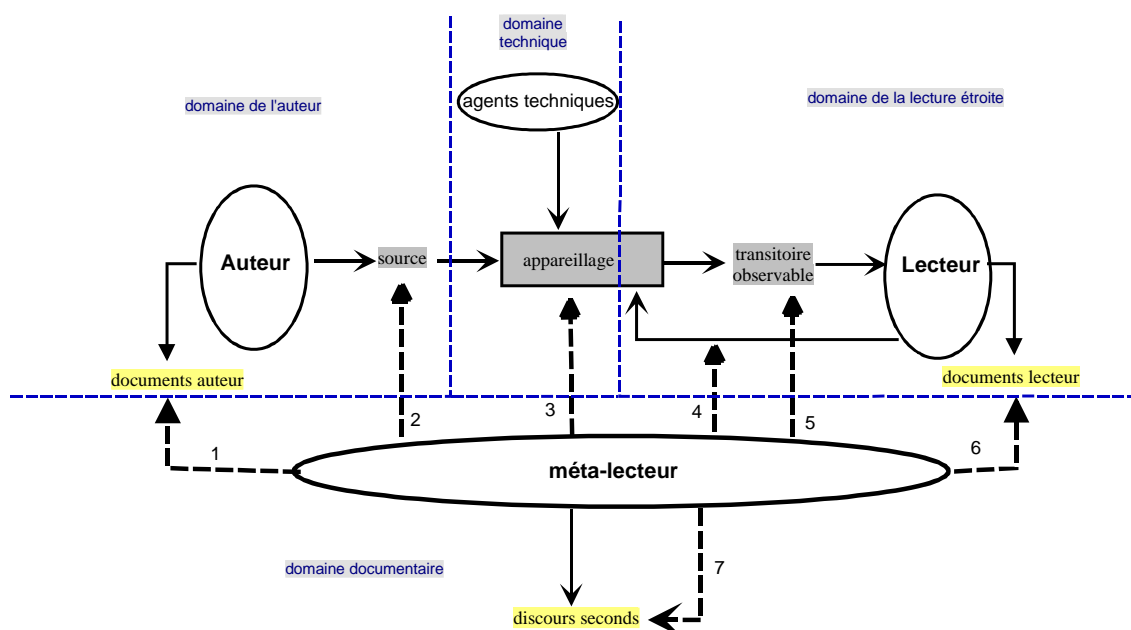 domaine
technique
domaine de l'auteur
agents techniques
domaine de la lecture étroite
Auteur
source
appareillage
transitoire
observable
Lecteur
documents auteur
documents lecteur
1
2
3
4
5
6
méta-lecteur
domaine documentaire
7
discours seconds